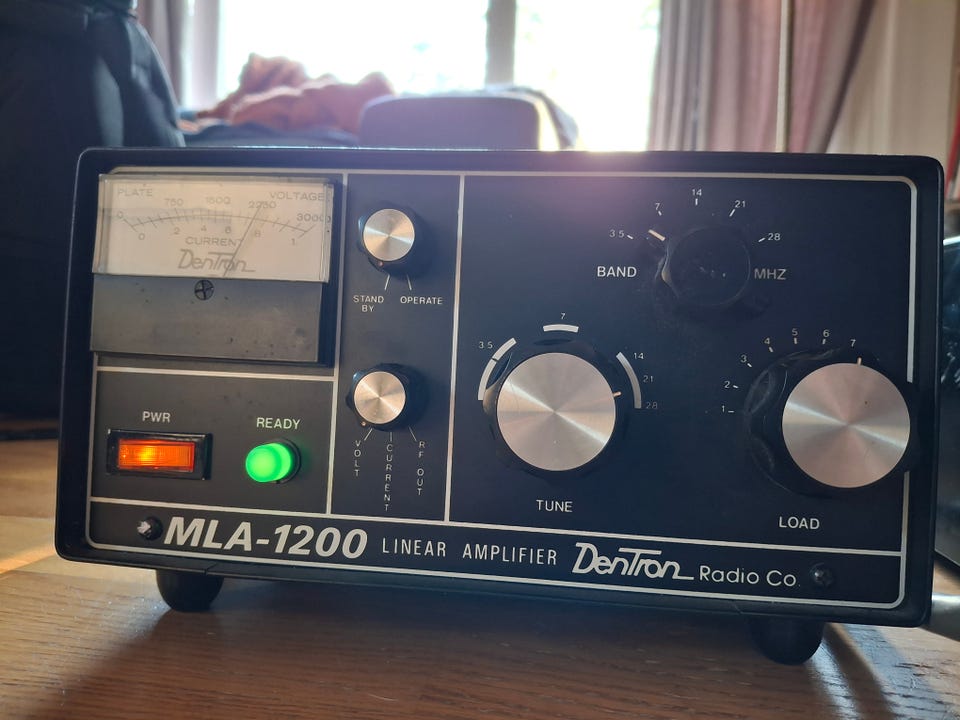 PLATE VOLTAGE
0 750 1500 2250 3000
0 2 4 6 8 1
CURRENT
DenTron
STAND BY
OPERATE
PWR
READY
VOLT
CURRENT
RF OUT
3.5 7 14 21 28
BAND MHZ
3.5 7 14 21 28
TUNE
1 2 3 4 5 6 7
LOAD
MLA-1200 LINEAR AMPLIFIER DenTron Radio Co.